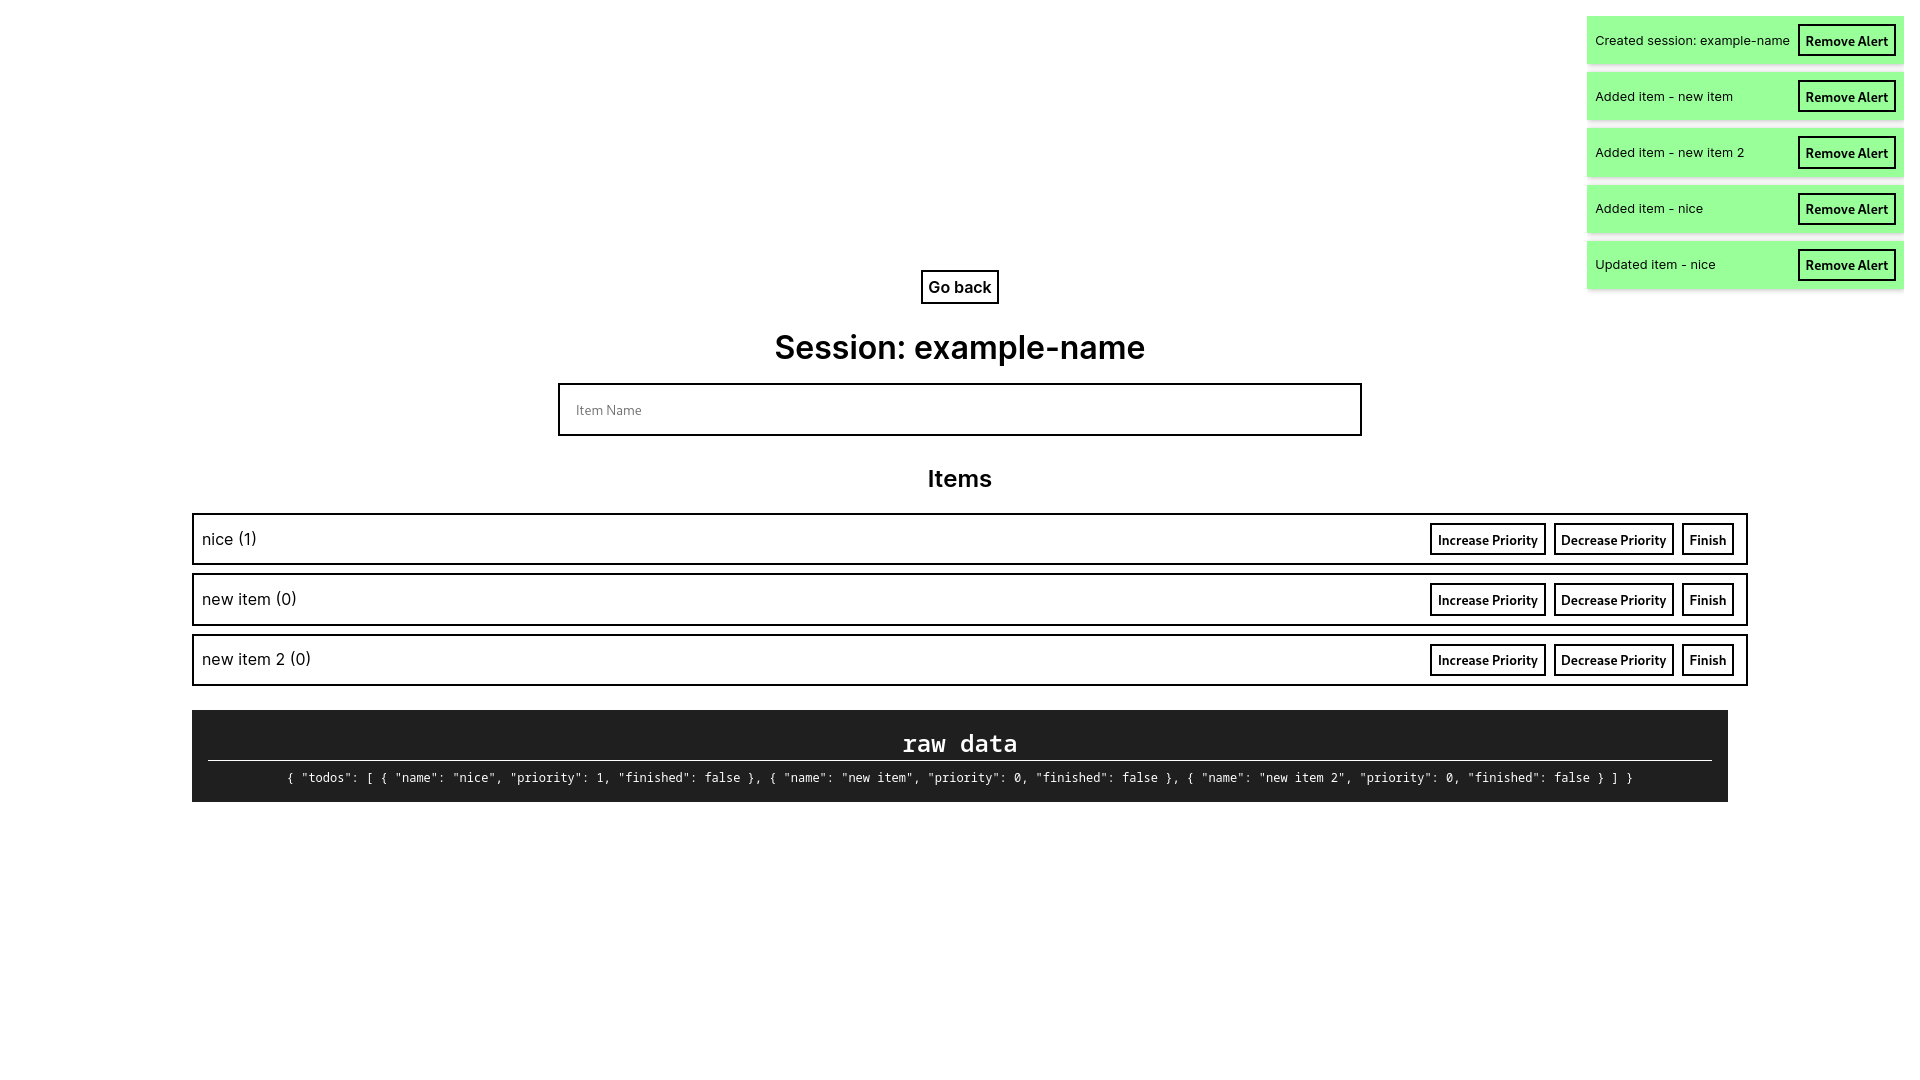 Created session: example-name Remove Alert
Added item - new item Remove Alert
Added item - new item 2 Remove Alert
Added item - nice Remove Alert
Updated item - nice Remove Alert
Go back
Session: example-name
Item Name
Items
nice (1) Increase Priority Decrease Priority Finish
new item (0) Increase Priority Decrease Priority Finish
new item 2 (0) Increase Priority Decrease Priority Finish
raw data
{ "todos": [ { "name": "nice", "priority": 1, "finished": false }, { "name": "new item", "priority": 0, "finished": false }, { "name": "new item 2", "priority": 0, "finished": false } ] }